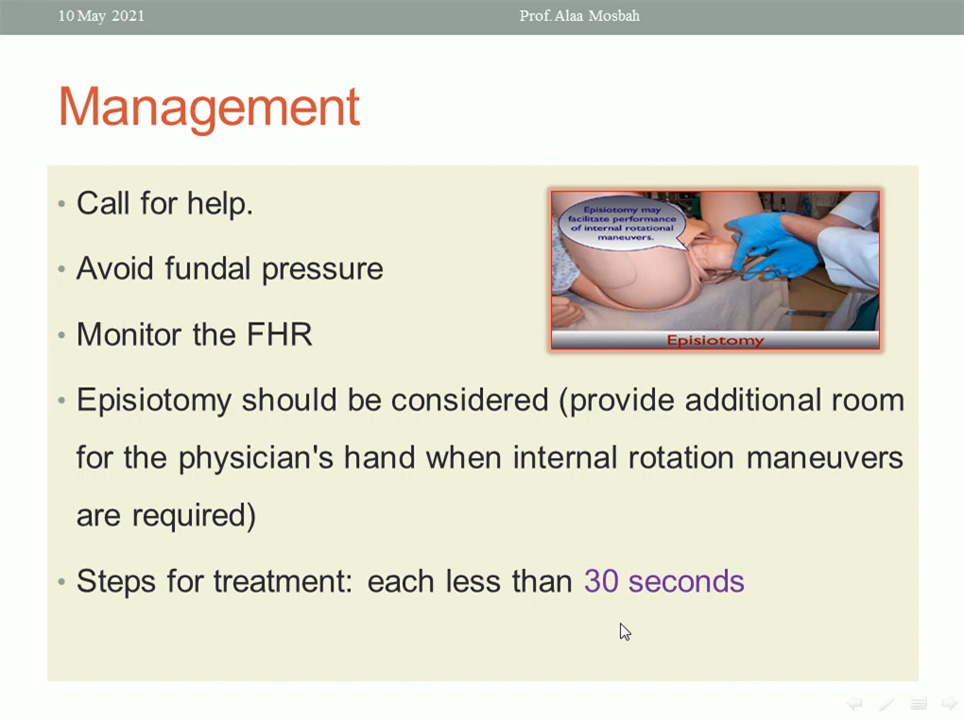 10 May 2021
Prof.Alaa Mosbah
Management
• Call for help.
• Avoid fundal pressure
• Monitor the FHR
Episiotomy may
facilitate performance
of internal rotational
maneuvers.
Episiotomy
• Episiotomy should be considered (provide additional room
for the physician's hand when internal rotation maneuvers
are required)
• Steps for treatment: each less than 30 seconds